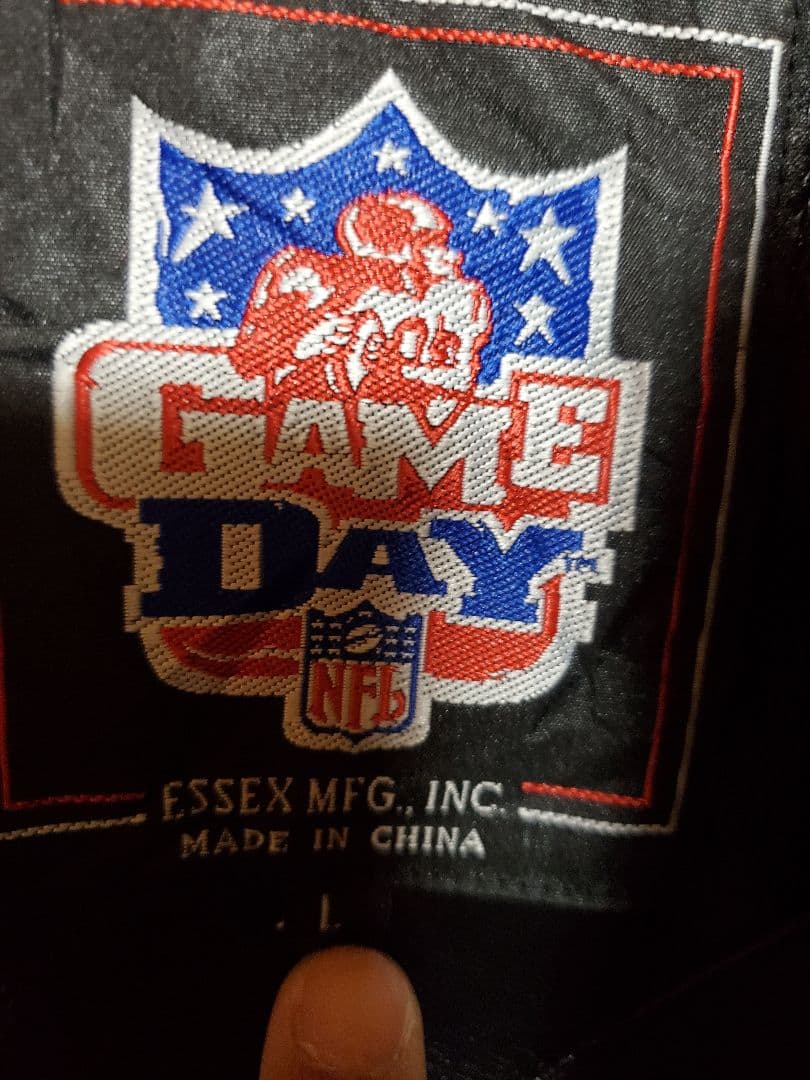 GAME
DAY™
NFL
ESSEX MFG., INC.
MADE IN CHINA
L